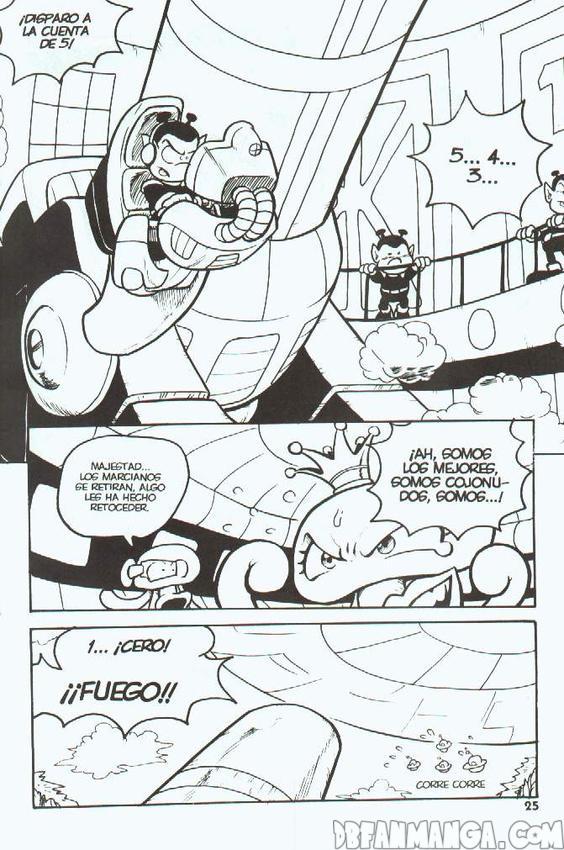 ¡DISPARO A
LA CUENTA
DE 5!
5... 4...
3...
MAJESTAD...
LOS MARCIANOS
SE RETIRAN, ALGO
LES HA HECHO
RETOCEDER.
¡AH, SOMOS
LOS MEJORES,
SOMOS COJONU-
DOS, SOMOS...!
1... ¡CERO!
¡¡FUEGO!!
CORRE CORRE
25
DBFANMANGA.COM